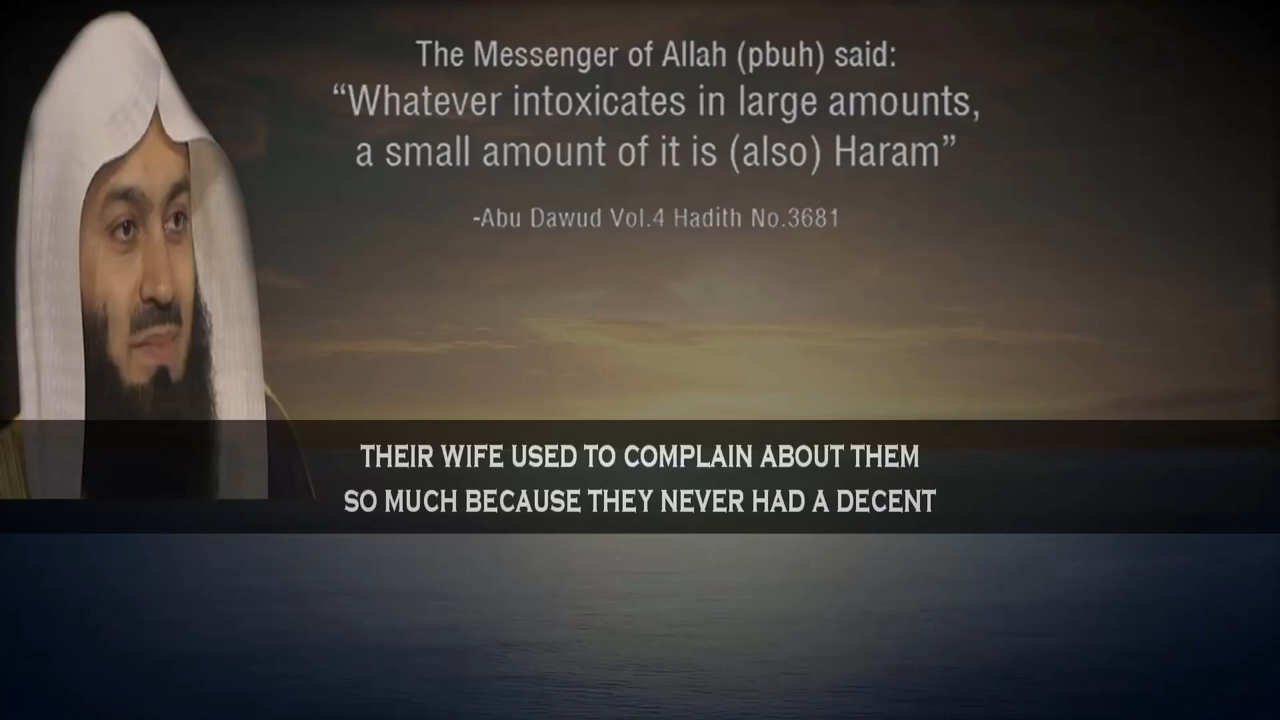 The Messenger of Allah (pbuh) said:
“Whatever intoxicates in large amounts,
a small amount of it is (also) Haram”
-Abu Dawud Vol.4 Hadith No.3681
THEIR WIFE USED TO COMPLAIN ABOUT THEM
SO MUCH BECAUSE THEY NEVER HAD A DECENT